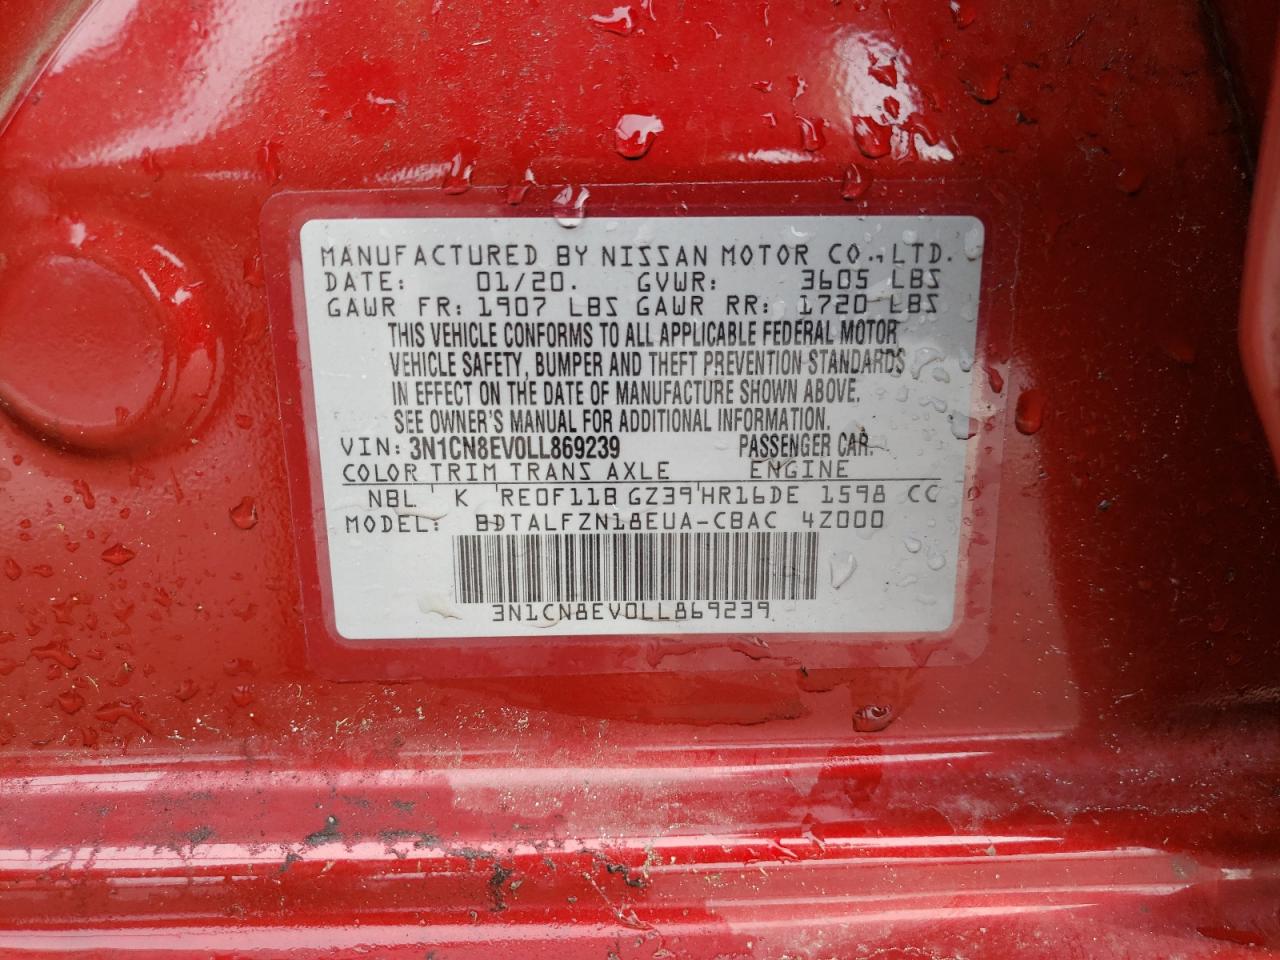 MANUFACTURED BY NISSAN MOTOR CO., LTD.
DATE: 01/20. GVWR: 3605 LBS
GAWR FR: 1907 LBS GAWR RR: 1720 LBS
THIS VEHICLE CONFORMS TO ALL APPLICABLE FEDERAL MOTOR
VEHICLE SAFETY, BUMPER AND THEFT PREVENTION STANDARDS
IN EFFECT ON THE DATE OF MANUFACTURE SHOWN ABOVE.
SEE OWNER'S MANUAL FOR ADDITIONAL INFORMATION.
VIN: 3N1CN8EV0LL869239 PASSENGER CAR.
COLOR TRIM TRANS AXLE ENGINE
NBL K RE0F11B GZ39 HR16DE 1598 CC
MODEL: BDTALFZN18EUA-CBAC 4Z000
3N1CN8EV0LL869239